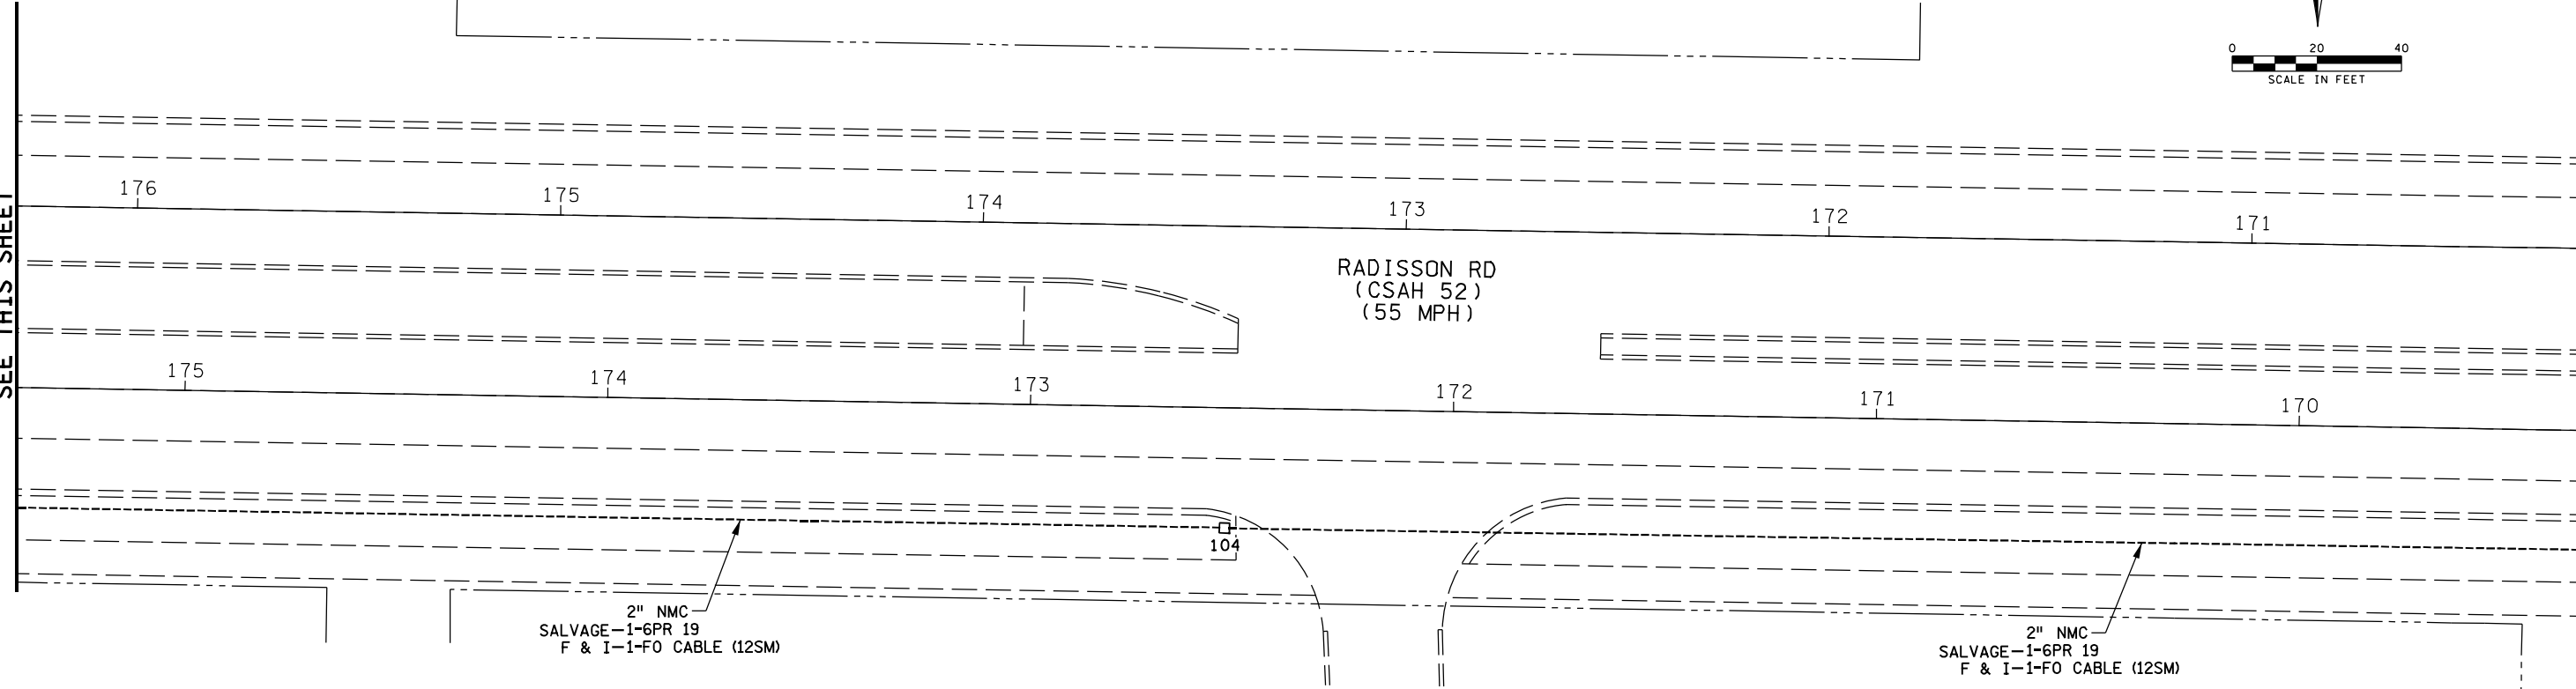 0 20 40
SCALE IN FEET
SEE THIS SHEET
176 175 174 173 172 171
RADISSON RD
(CSAH 52)
(55 MPH)
175 174 173 172 171 170
104
2" NMC
SALVAGE-1-6PR 19
F & I-1-FO CABLE (12SM)
2" NMC
SALVAGE-1-6PR 19
F & I-1-FO CABLE (12SM)